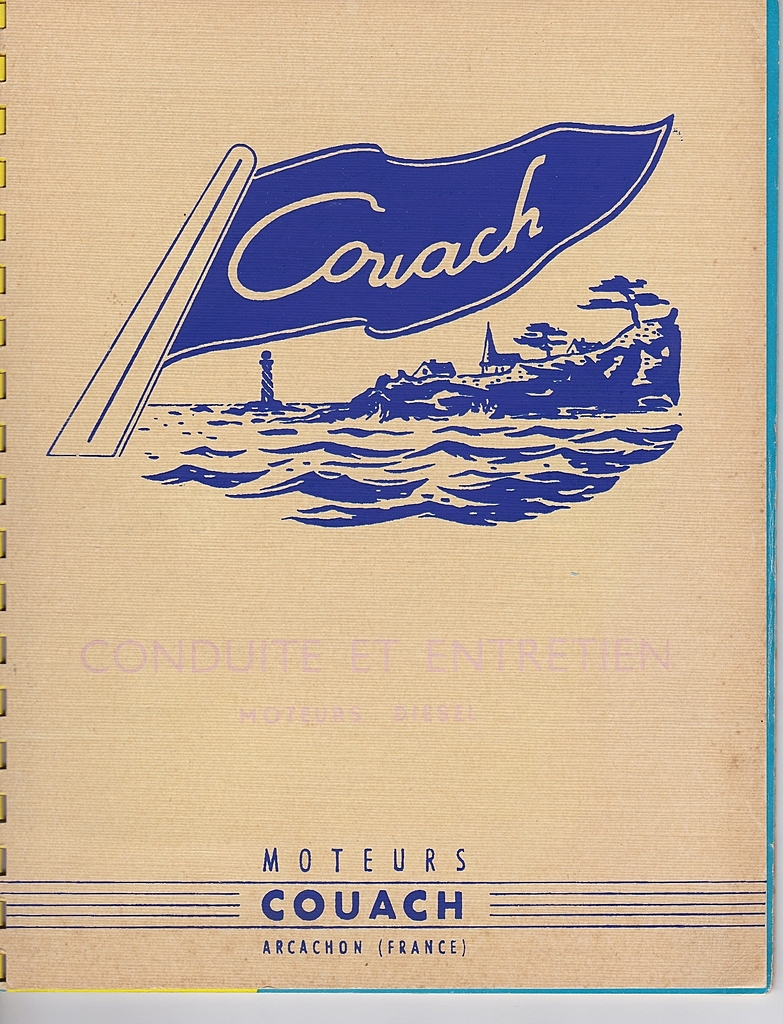 Couach
CONDUITE ET ENTRETIEN
MOTEURS DIESEL
MOTEURS
COUACH
ARCACHON (FRANCE)